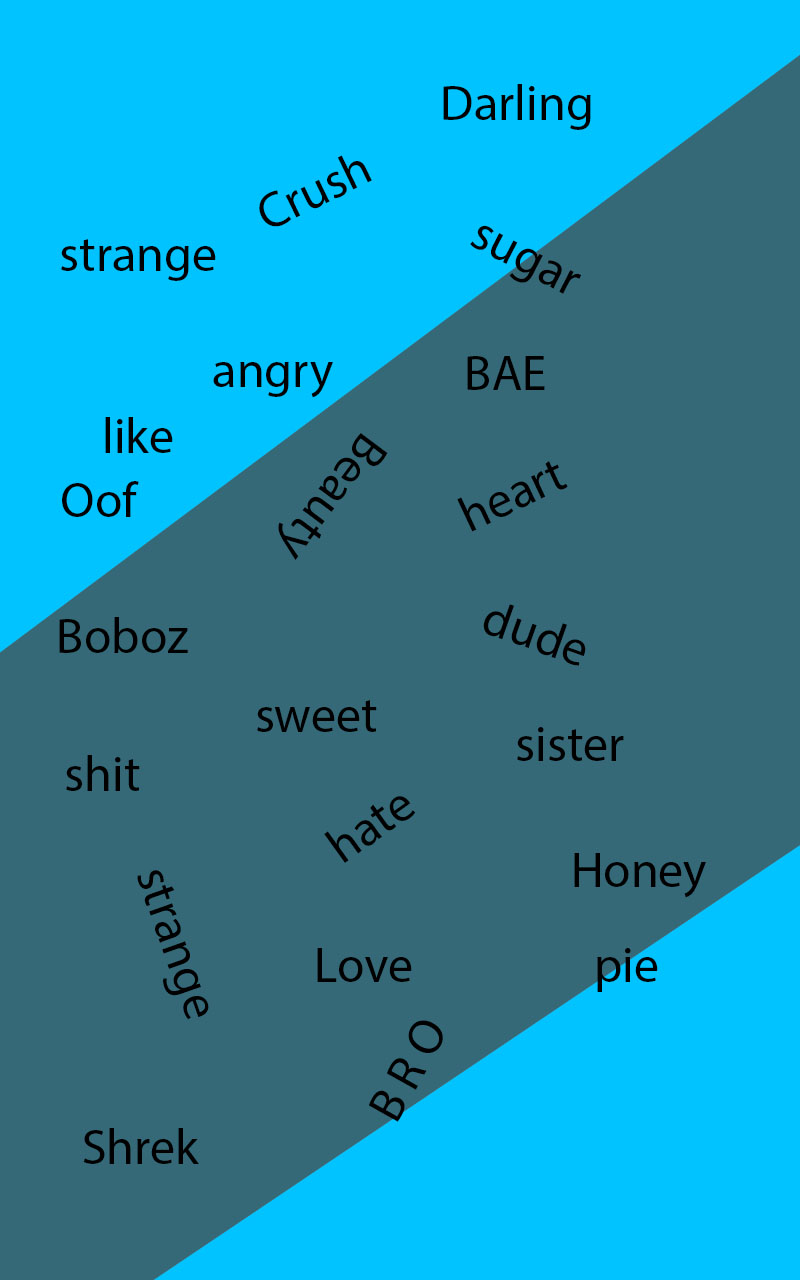 Darling
Crush
strange
sugar
angry
BAE
like
Beauty
heart
Oof
Boboz
dude
sweet
sister
shit
hate
Honey
strange
Love
pie
BRO
Shrek